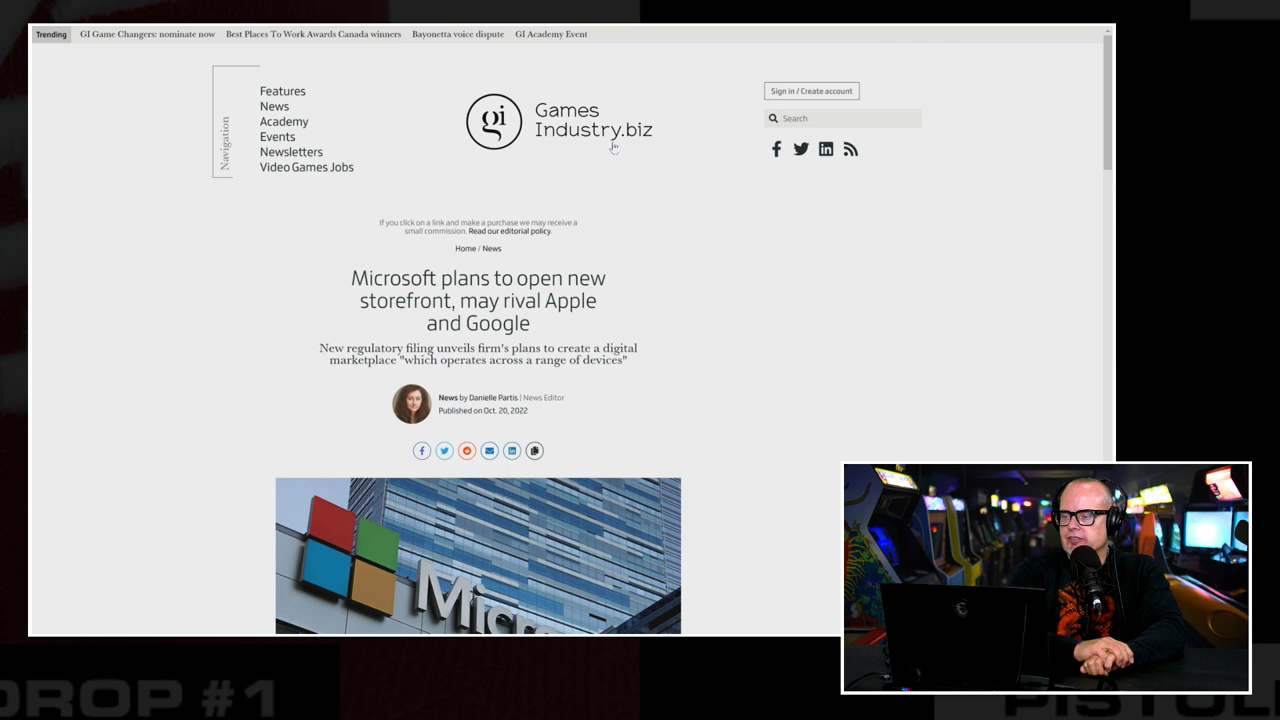 Trending GI Game Changers: nominate now Best Places To Work Awards Canada winners Bayonetta voice dispute GI Academy Event
Navigation
Features
News
Academy
Events
Newsletters
Video Games Jobs
gi
Games
Industry.biz
Sign in / Create account
Search
If you click on a link and make a purchase we may receive a
small commission. Read our editorial policy.
Home / News
Microsoft plans to open new
storefront, may rival Apple
and Google
New regulatory filing unveils firm's plans to create a digital
marketplace "which operates across a range of devices"
News by Danielle Partis | News Editor
Published on Oct. 20, 2022
DROP #1